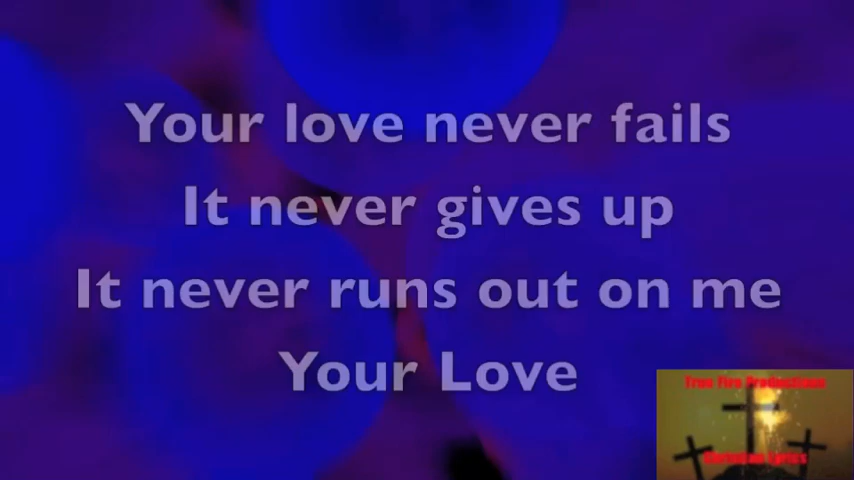 Your love never fails
It never gives up
It never runs out on me
Your Love
True Fire Productions
Christian Lyrics